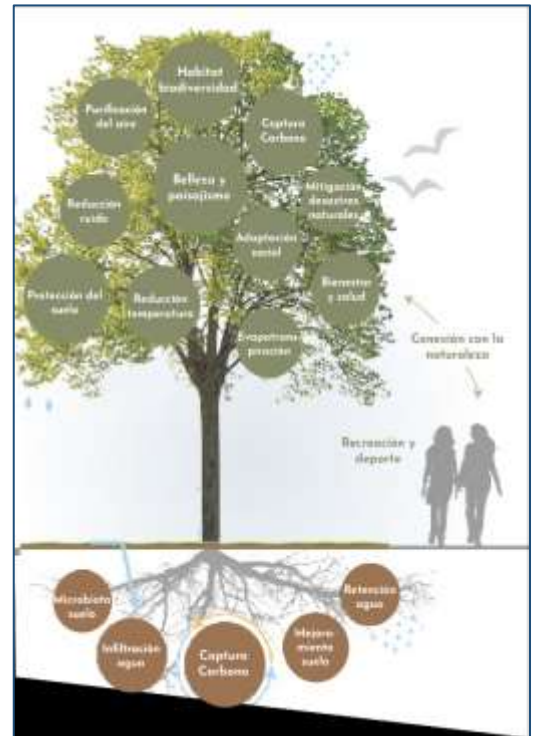 Habitat
biodiversidad
Purificación
del aire
Captura
Carbono
Belleza y
paisajismo
Mitigación
desastres
naturales
Reducción
ruido
Adaptación
social
Bienestar
y salud
Protección del
suelo
Reducción
temperatura
Evapotrans-
piración
Conexión con la
naturaleza
Recreación y
deporte
Microbiota
suelo
Retención
agua
Infiltración
agua
Captura
Carbono
Mejora-
miento
suelo